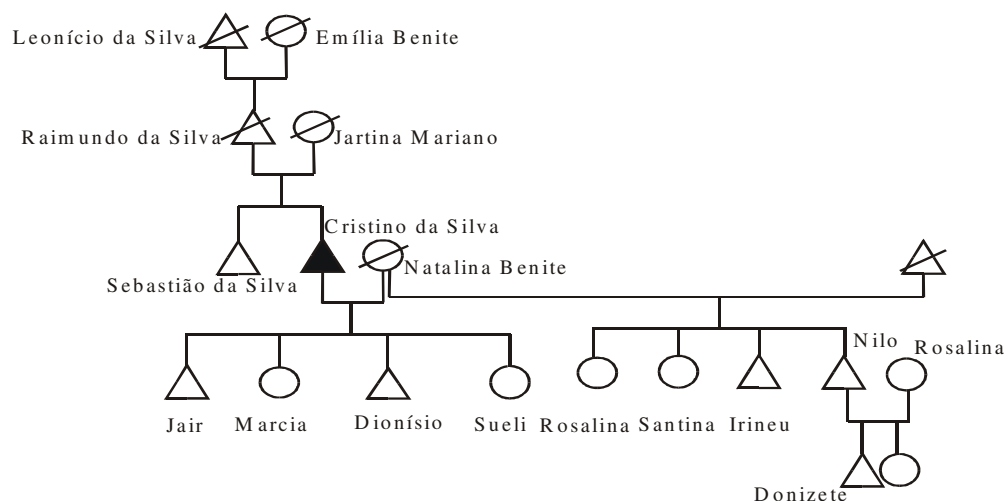 Leonício da Silva
Emília Benite
Raimundo da Silva
Jartina Mariano
Cristino da Silva
Sebastião da Silva
Natalina Benite
Nilo
Rosalina
Jair
Marcia
Dionísio
Sueli
Rosalina
Santina
Irineu
Donizete